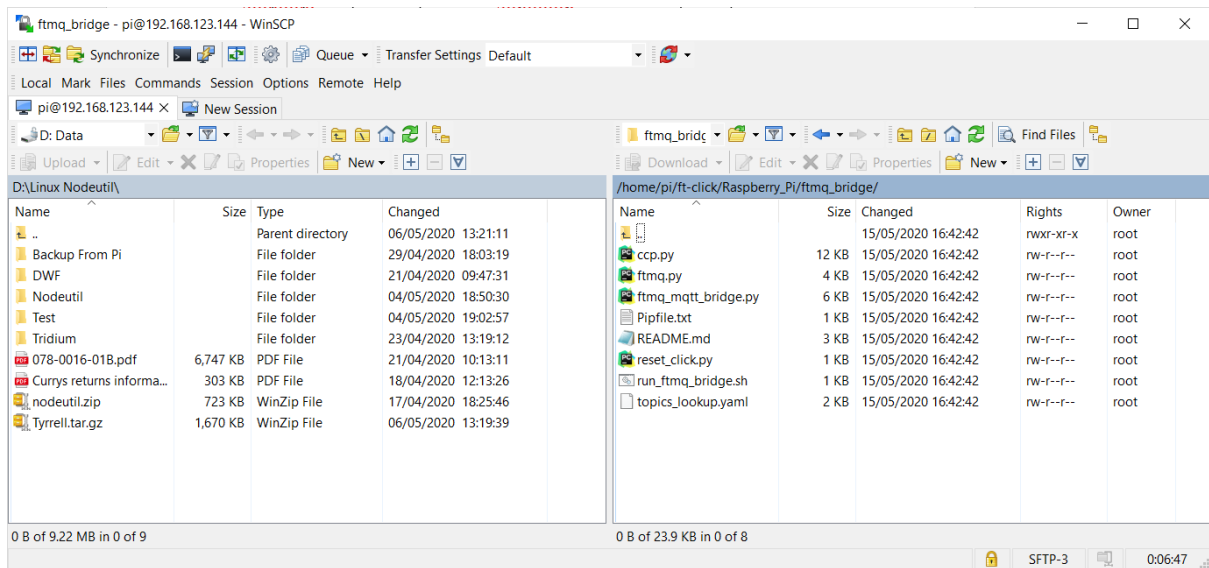 ftmq_bridge - pi@192.168.123.144 - WinSCP
Synchronize Queue Transfer Settings Default
Local Mark Files Commands Session Options Remote Help
pi@192.168.123.144 New Session
D: Data
Upload Edit Properties New
D:\Linux Nodeutil\
Name Size Type Changed
.. Parent directory 06/05/2020 13:21:11
Backup From Pi File folder 29/04/2020 18:03:19
DWF File folder 21/04/2020 09:47:31
Nodeutil File folder 04/05/2020 18:50:30
Test File folder 04/05/2020 19:02:57
Tridium File folder 23/04/2020 13:19:12
078-0016-01B.pdf 6,747 KB PDF File 21/04/2020 10:13:11
Currys returns informa... 303 KB PDF File 18/04/2020 12:13:26
nodeutil.zip 723 KB WinZip File 17/04/2020 18:25:46
Tyrrell.tar.gz 1,670 KB WinZip File 06/05/2020 13:19:39
0 B of 9.22 MB in 0 of 9
ftmq_bridg Find Files
Download Edit Properties New
/home/pi/ft-click/Raspberry_Pi/ftmq_bridge/
Name Size Changed Rights Owner
.. 15/05/2020 16:42:42 rwxr-xr-x root
ccp.py 12 KB 15/05/2020 16:42:42 rw-r--r-- root
ftmq.py 4 KB 15/05/2020 16:42:42 rw-r--r-- root
ftmq_mqtt_bridge.py 6 KB 15/05/2020 16:42:42 rw-r--r-- root
Pipfile.txt 1 KB 15/05/2020 16:42:42 rw-r--r-- root
README.md 3 KB 15/05/2020 16:42:42 rw-r--r-- root
reset_click.py 1 KB 15/05/2020 16:42:42 rw-r--r-- root
run_ftmq_bridge.sh 1 KB 15/05/2020 16:42:42 rw-r--r-- root
topics_lookup.yaml 2 KB 15/05/2020 16:42:42 rw-r--r-- root
0 B of 23.9 KB in 0 of 8
SFTP-3 0:06:47